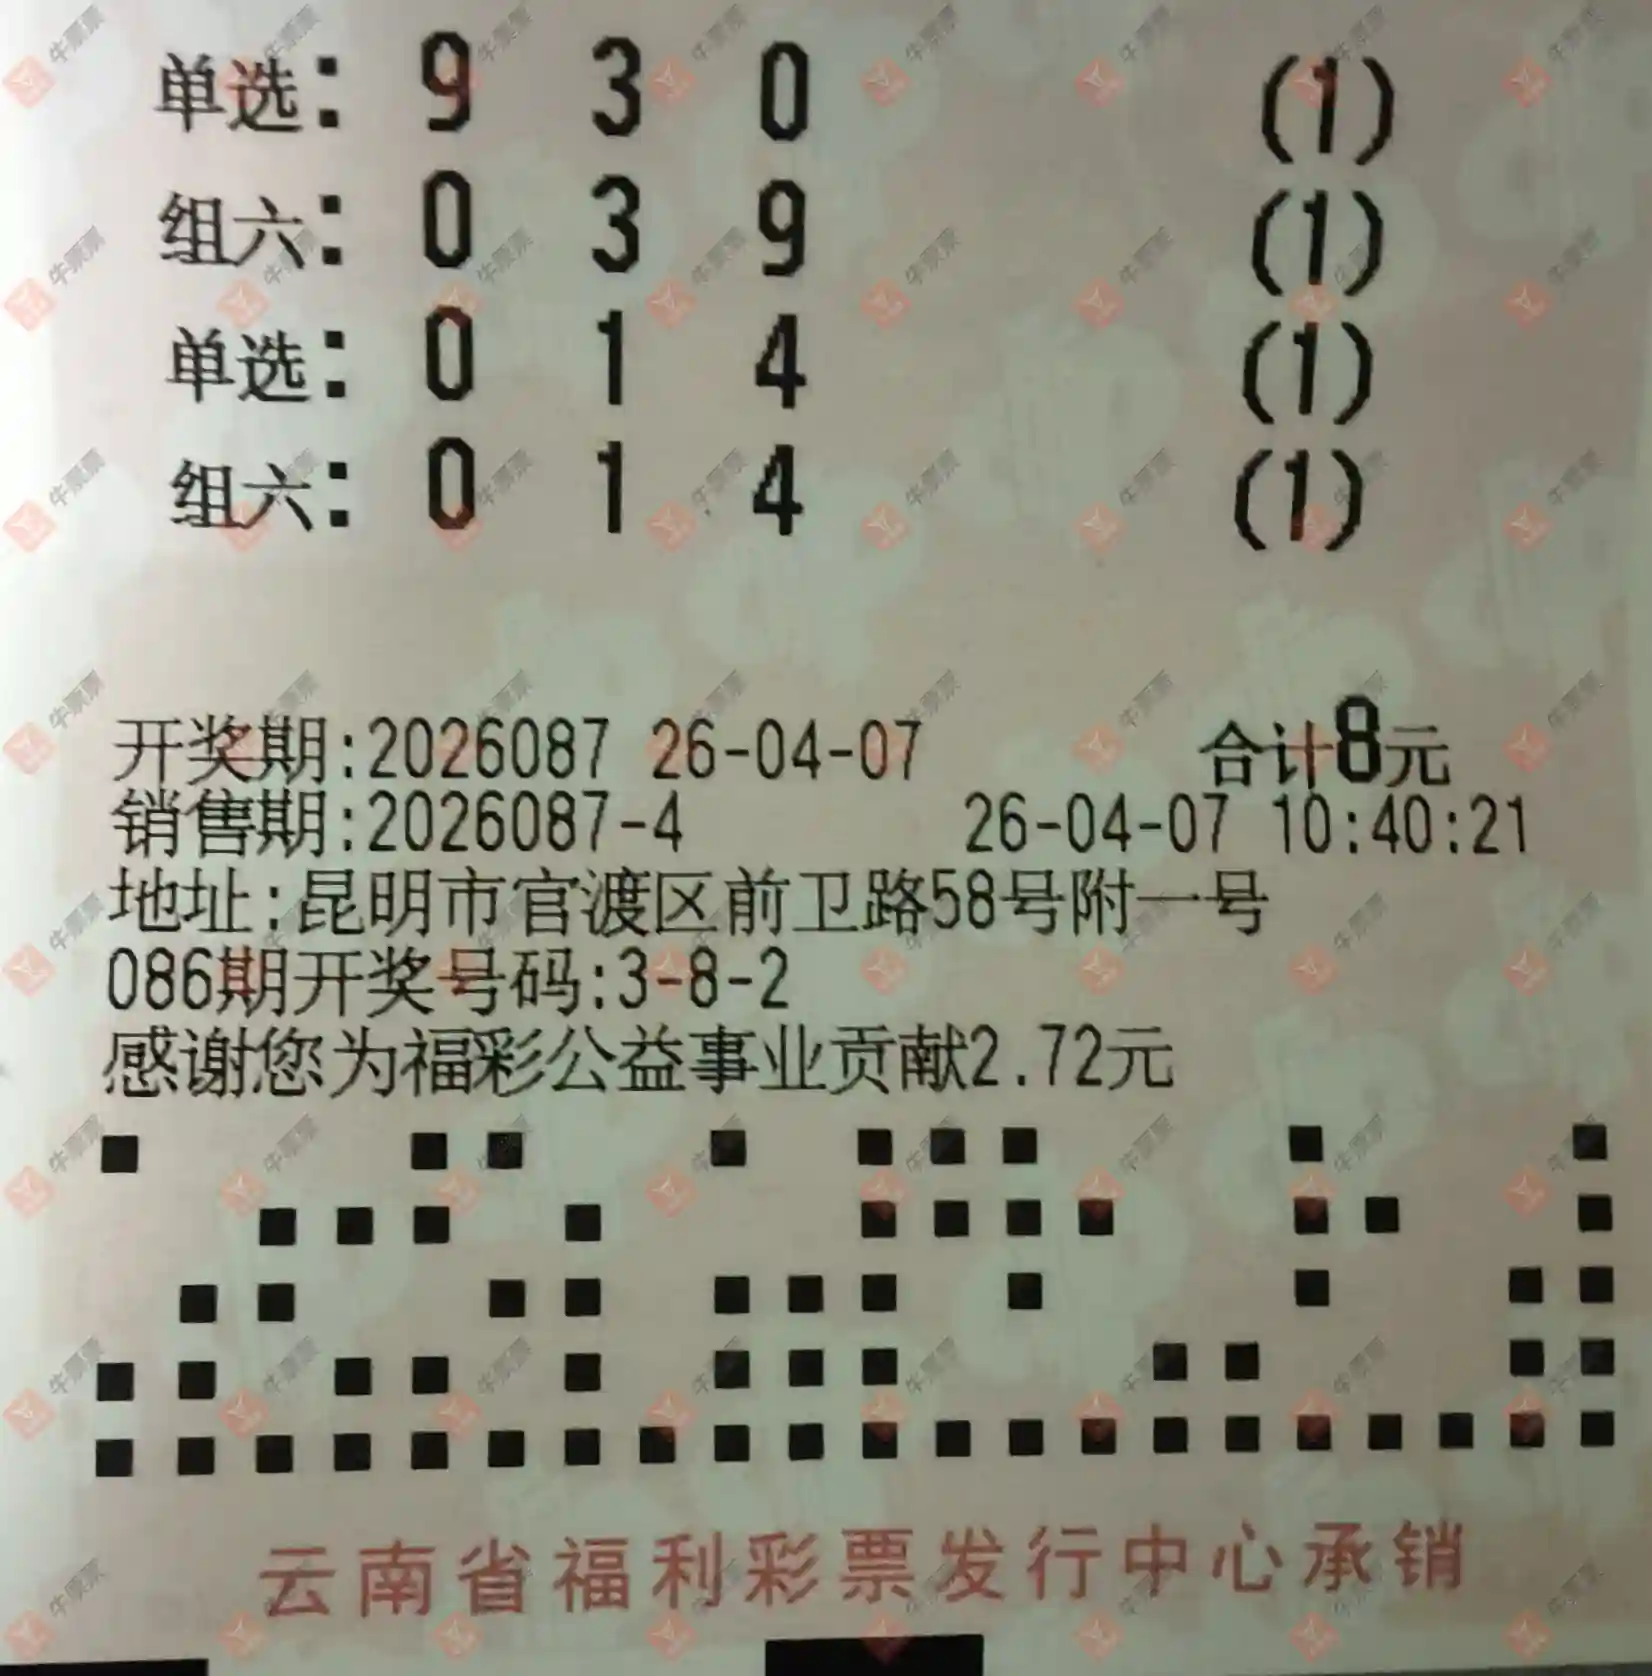 单选: 9 3 0 (1)
组六: 0 3 9 (1)
单选: 0 1 4 (1)
组六: 0 1 4 (1)
开奖期:2026087 26-04-07 合计8元
销售期:2026087-4 26-04-07 10:40:21
地址:昆明市官渡区前卫路58号附一号
086期开奖号码:3-8-2
感谢您为福彩公益事业贡献2.72元
云南省福利彩票发行中心承销
牛票票